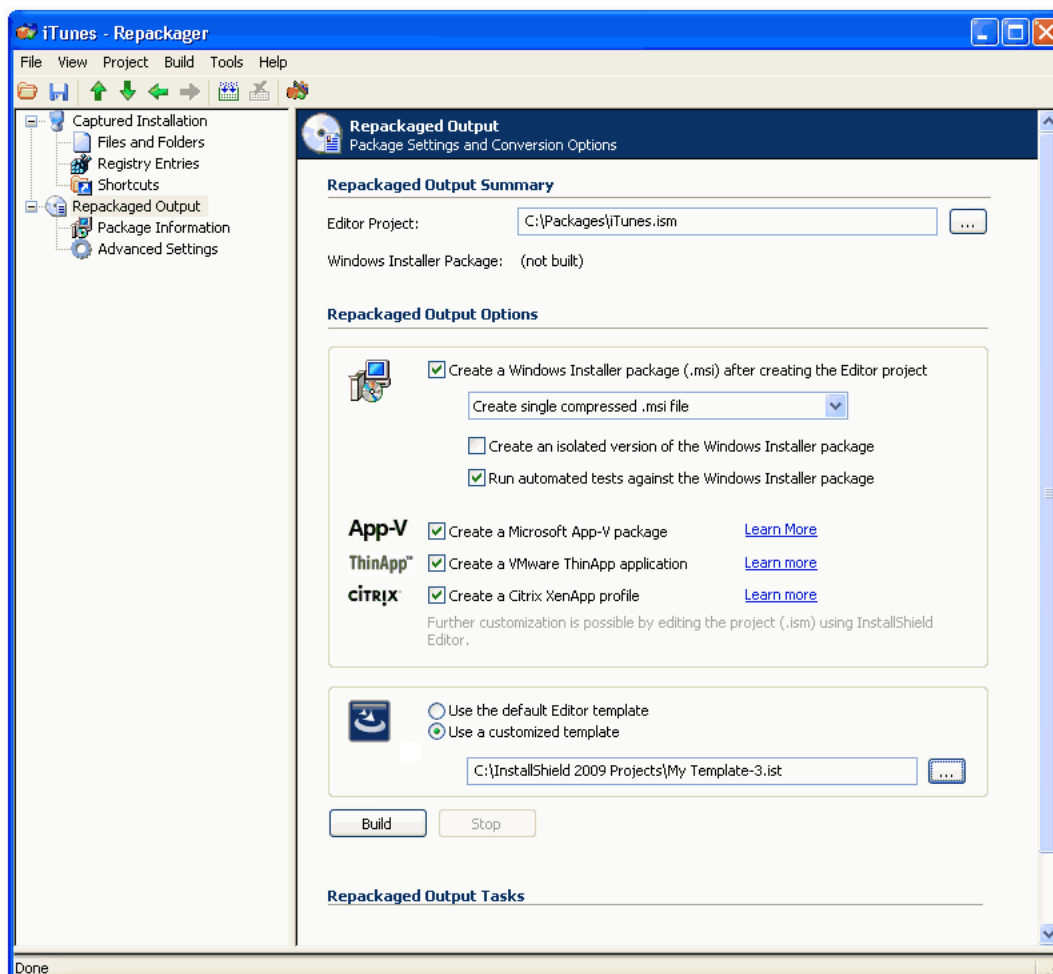 iTunes - Repackager
File View Project Build Tools Help
Captured Installation
Files and Folders
Registry Entries
Shortcuts
Repackaged Output
Package Information
Advanced Settings
Repackaged Output
Package Settings and Conversion Options
Repackaged Output Summary
Editor Project: C:\Packages\iTunes.ism ...
Windows Installer Package: (not built)
Repackaged Output Options
Create a Windows Installer package (.msi) after creating the Editor project
Create single compressed .msi file
Create an isolated version of the Windows Installer package
Run automated tests against the Windows Installer package
App-V Create a Microsoft App-V package Learn More
ThinApp™ Create a VMware ThinApp application Learn more
CITRIX Create a Citrix XenApp profile Learn more
Further customization is possible by editing the project (.ism) using InstallShield
Editor.
Use the default Editor template
Use a customized template
C:\InstallShield 2009 Projects\My Template-3.ist ...
Build Stop
Repackaged Output Tasks
Done